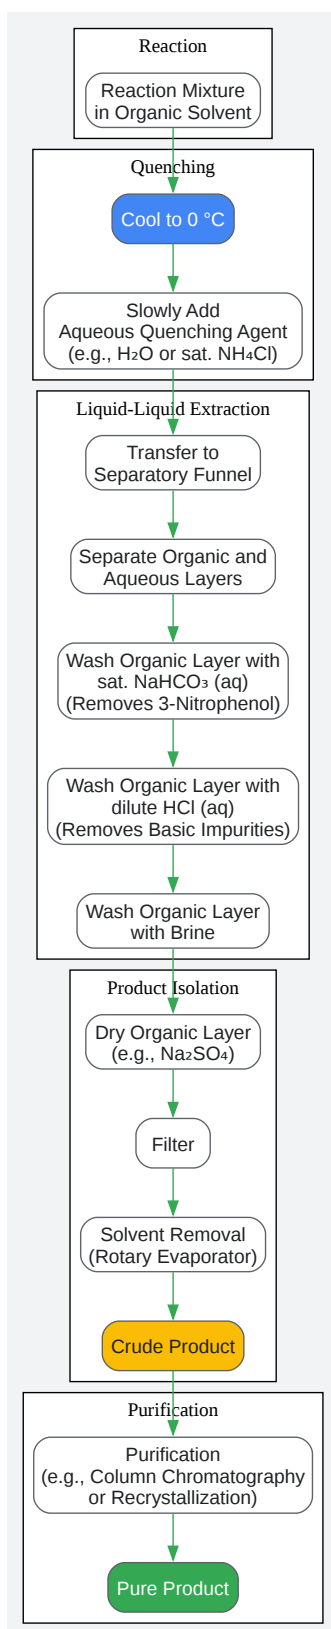 Reaction
Reaction Mixture
in Organic Solvent
Quenching
Cool to 0 °C
Slowly Add
Aqueous Quenching Agent
(e.g., H₂O or sat. NH₄Cl)
Liquid-Liquid Extraction
Transfer to
Separatory Funnel
Separate Organic and
Aqueous Layers
Wash Organic Layer with
sat. NaHCO₃ (aq)
(Removes 3-Nitrophenol)
Wash Organic Layer with
dilute HCl (aq)
(Removes Basic Impurities)
Wash Organic Layer
with Brine
Product Isolation
Dry Organic Layer
(e.g., Na₂SO₄)
Filter
Solvent Removal
(Rotary Evaporator)
Crude Product
Purification
Purification
(e.g., Column Chromatography
or Recrystallization)
Pure Product